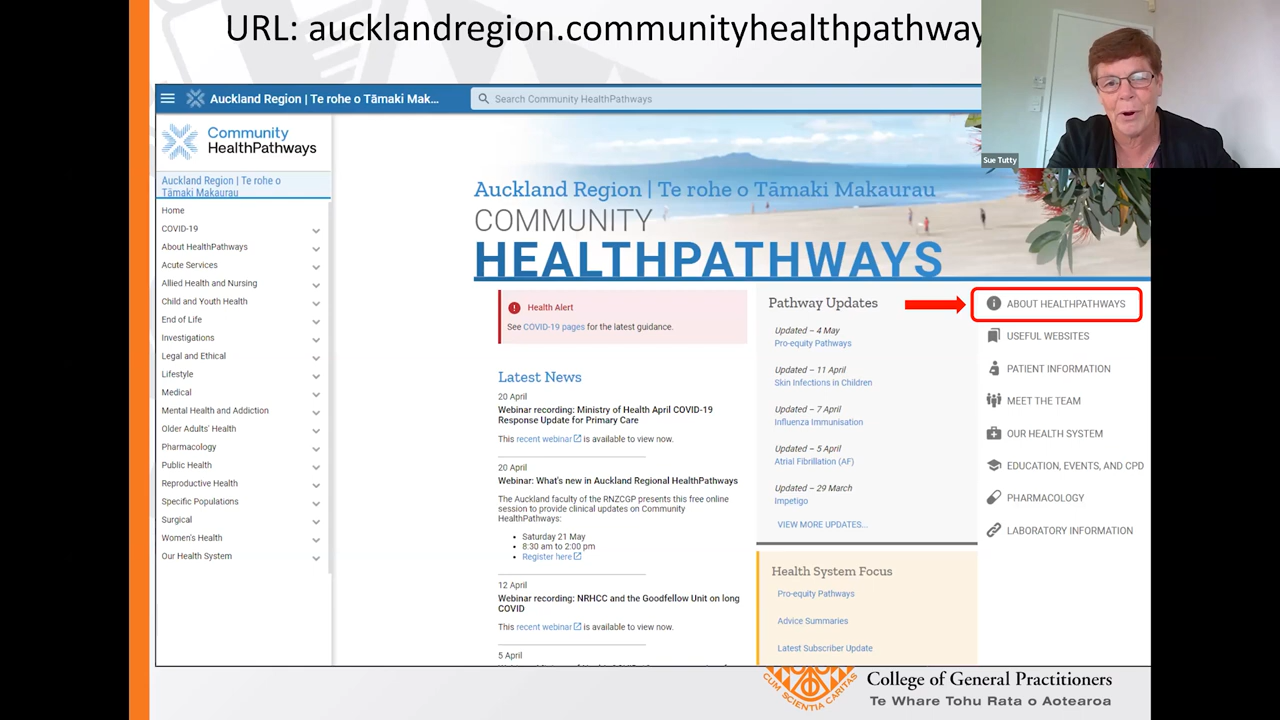 URL: aucklandregion.communityhealthpathway
Auckland Region | Te rohe o Tāmaki Mak...
Search Community HealthPathways
Sue Tutty
Community
HealthPathways
Auckland Region | Te rohe o
Tāmaki Makaurau
Home
COVID-19
About HealthPathways
Acute Services
Allied Health and Nursing
Child and Youth Health
End of Life
Investigations
Legal and Ethical
Lifestyle
Medical
Mental Health and Addiction
Older Adults' Health
Pharmacology
Public Health
Reproductive Health
Specific Populations
Surgical
Women's Health
Our Health System
Auckland Region | Te rohe o Tāmaki Makaurau
COMMUNITY
HEALTHPATHWAYS
Health Alert
See COVID-19 pages for the latest guidance.
Latest News
20 April
Webinar recording: Ministry of Health April COVID-19
Response Update for Primary Care
This recent webinar is available to view now.
20 April
Webinar: What's new in Auckland Regional HealthPathways
The Auckland faculty of the RNZCGP presents this free online
session to provide clinical updates on Community
HealthPathways:
• Saturday 21 May
• 8:30 am to 2:00 pm
• Register here
12 April
Webinar recording: NRHCC and the Goodfellow Unit on long
COVID
This recent webinar is available to view now.
5 April
Pathway Updates
Updated – 4 May
Pro-equity Pathways
Updated – 11 April
Skin Infections in Children
Updated – 7 April
Influenza Immunisation
Updated – 5 April
Atrial Fibrillation (AF)
Updated – 29 March
Impetigo
VIEW MORE UPDATES...
Health System Focus
Pro-equity Pathways
Advice Summaries
Latest Subscriber Update
ABOUT HEALTHPATHWAYS
USEFUL WEBSITES
PATIENT INFORMATION
MEET THE TEAM
OUR HEALTH SYSTEM
EDUCATION, EVENTS, AND CPD
PHARMACOLOGY
LABORATORY INFORMATION
CUM SCIENTIA CARITAS
College of General Practitioners
Te Whare Tohu Rata o Aotearoa